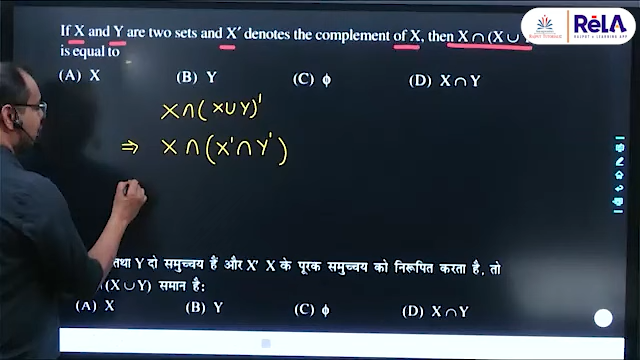 If X and Y are two sets and X′ denotes the complement of X, then X ∩ (X ∪
is equal to
(A) X (B) Y (C) ϕ (D) X ∩ Y
X∩(X∪Y)'
⇒ X∩(X'∩Y')
तथा Y दो समुच्चय हैं और X′ X के पूरक समुच्चय को निरूपित करता है, तो
(X ∪ Y) समान है:
(A) X (B) Y (C) ϕ (D) X ∩ Y
RELA